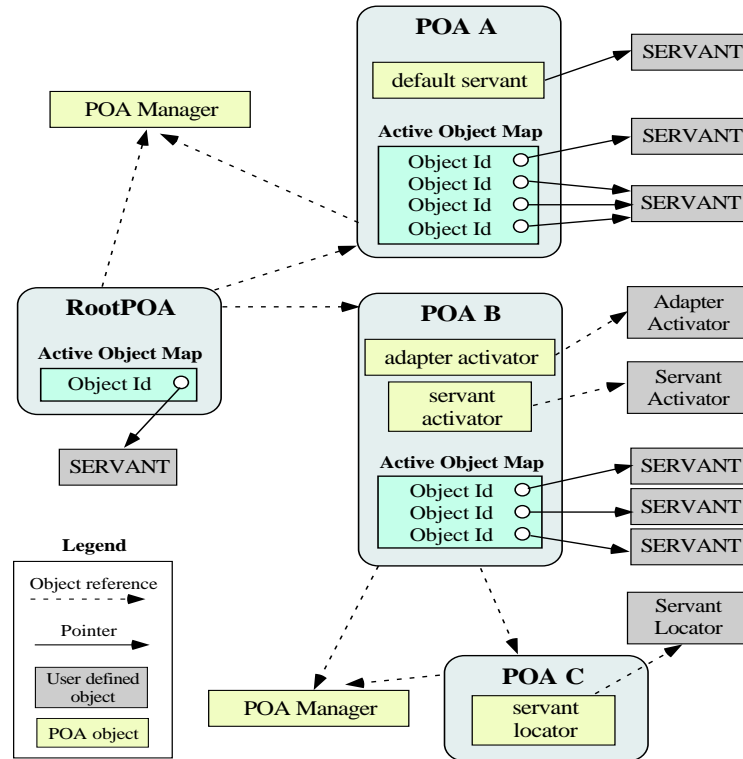 POA A
SERVANT
default servant
POA Manager
Active Object Map
SERVANT
Object Id
Object Id
Object Id
Object Id
SERVANT
RootPOA
Active Object Map
Object Id
SERVANT
POA B
Adapter
Activator
adapter activator
servant
activator
Servant
Activator
Active Object Map
Object Id
Object Id
Object Id
SERVANT
SERVANT
SERVANT
Legend
Object reference
Pointer
User defined
object
POA object
Servant
Locator
POA C
POA Manager
servant
locator